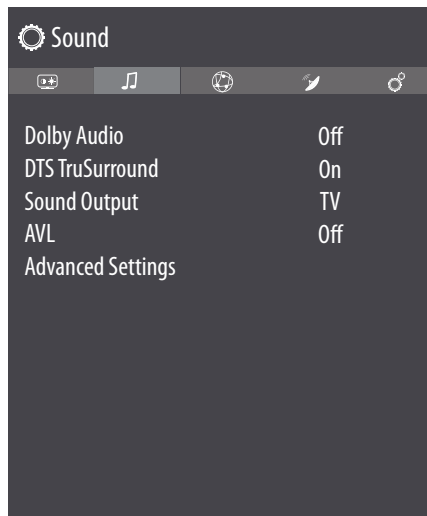 Sound
Dolby Audio Off
DTS TruSurround On
Sound Output TV
AVL Off
Advanced Settings